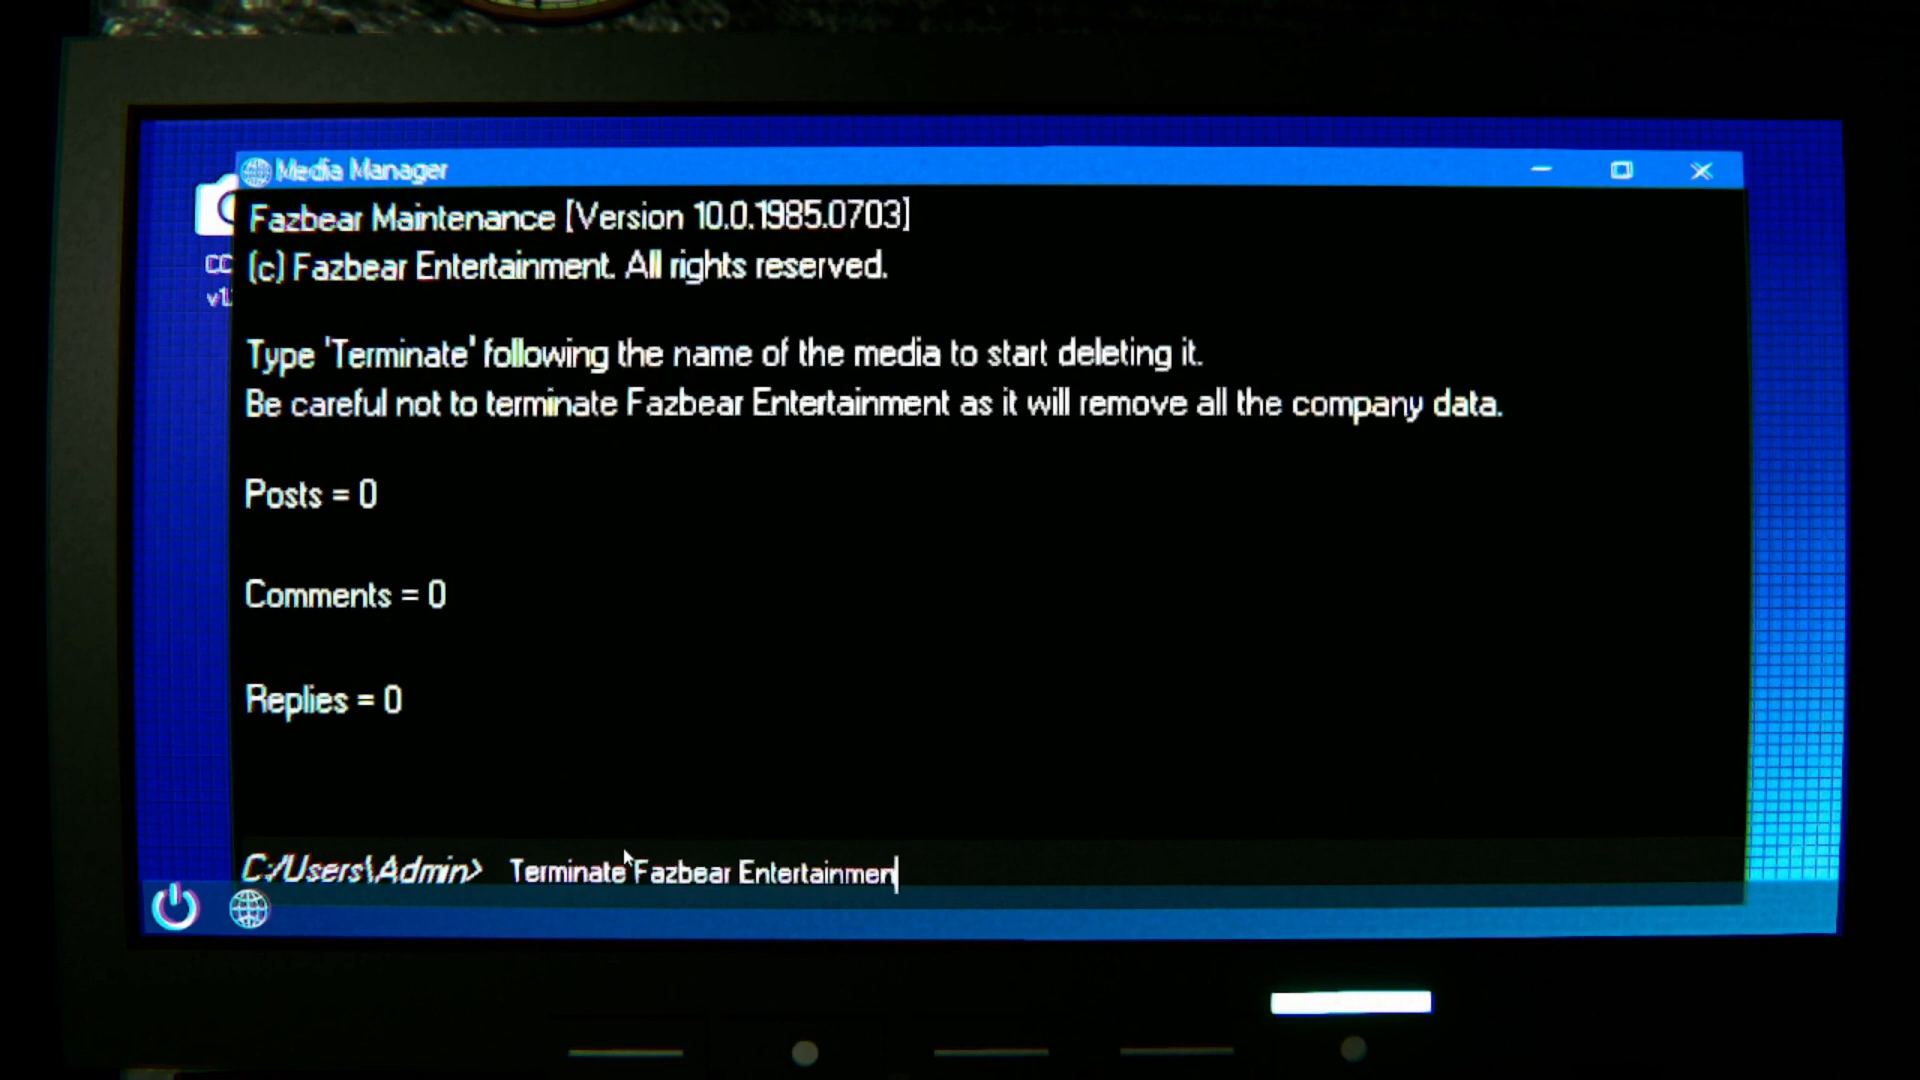 Media Manager
Fazbear Maintenance [Version 10.0.1985.0703]
(c) Fazbear Entertainment. All rights reserved.
Type 'Terminate' following the name of the media to start deleting it.
Be careful not to terminate Fazbear Entertainment as it will remove all the company data.
Posts = 0
Comments = 0
Replies = 0
C:/Users\Admin> Terminate Fazbear Entertainmen
CC
v1.